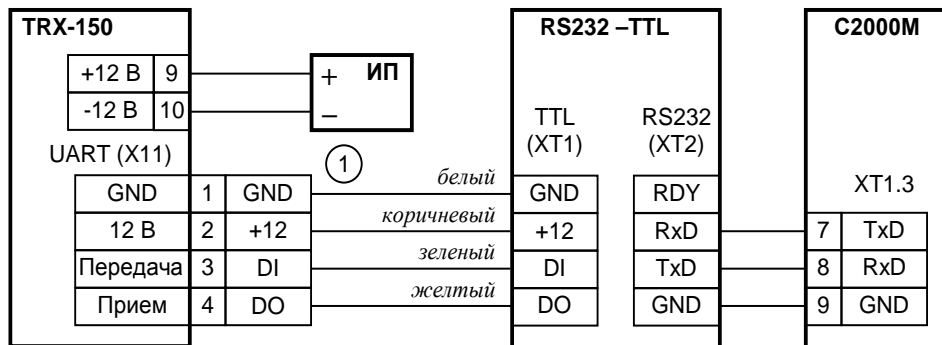 TRX-150 RS232 –TTL C2000M
+12 В 9 + ИП
-12 В 10 –
TTL RS232
(XT1) (XT2)
UART (X11) 1
XT1.3
GND 1 GND белый GND RDY
12 В 2 +12 коричневый +12 RxD 7 TxD
Передача 3 DI зеленый DI TxD 8 RxD
Прием 4 DO желтый DO GND 9 GND